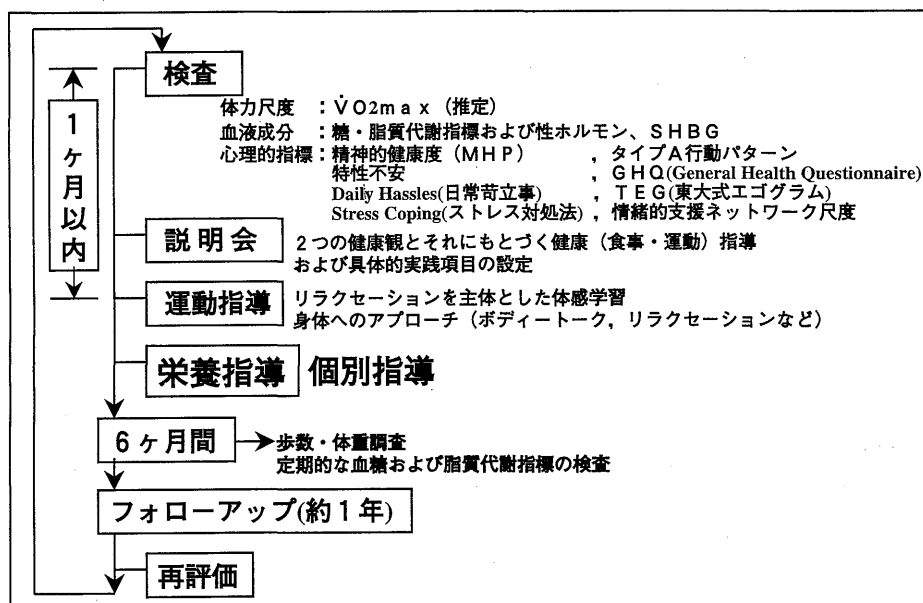 検査
1ヶ月以内
体力尺度 : V̇O2max (推定)
血液成分 : 糖・脂質代謝指標および性ホルモン、SHBG
心理的指標 : 精神的健康度 (MHP) , タイプA行動パターン
特性不安 , GHQ(General Health Questionnaire)
Daily Hassles(日常苛立事) , TEG(東大式エゴグラム)
Stress Coping(ストレス対処法) , 情緒的支援ネットワーク尺度
説明会 2つの健康観とそれにもとづく健康(食事・運動)指導
および具体的実践項目の設定
運動指導 リラクセーションを主体とした体感学習
身体へのアプローチ(ボディートーク, リラクセーションなど)
栄養指導 個別指導
6ヶ月間 歩数・体重調査
定期的な血糖および脂質代謝指標の検査
フォローアップ(約1年)
再評価